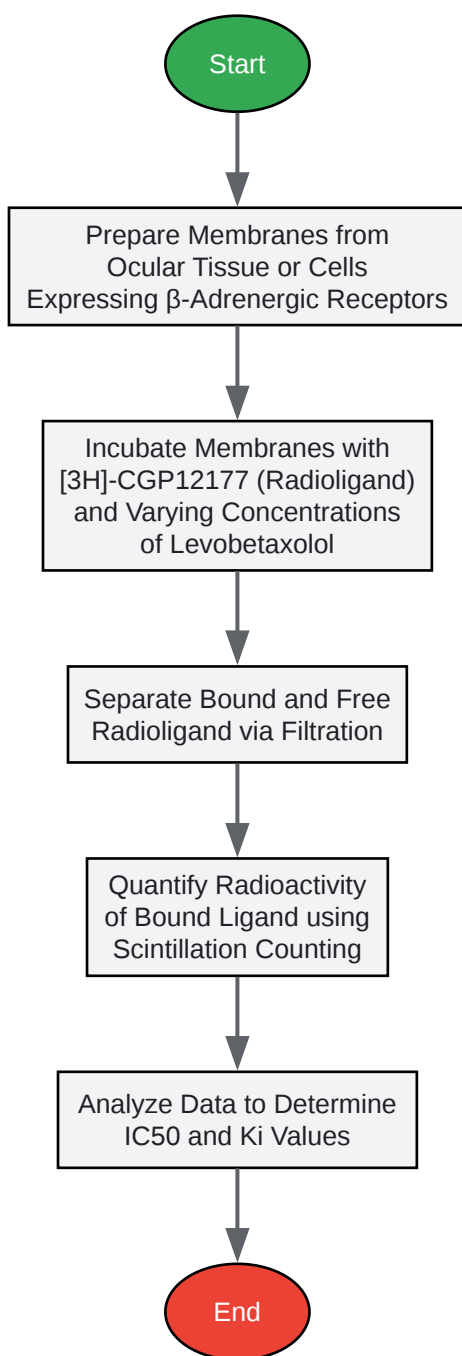 Start
Prepare Membranes from
Ocular Tissue or Cells
Expressing β-Adrenergic Receptors
Incubate Membranes with
[3H]-CGP12177 (Radioligand)
and Varying Concentrations
of Levobetaxolol
Separate Bound and Free
Radioligand via Filtration
Quantify Radioactivity
of Bound Ligand using
Scintillation Counting
Analyze Data to Determine
IC50 and Ki Values
End